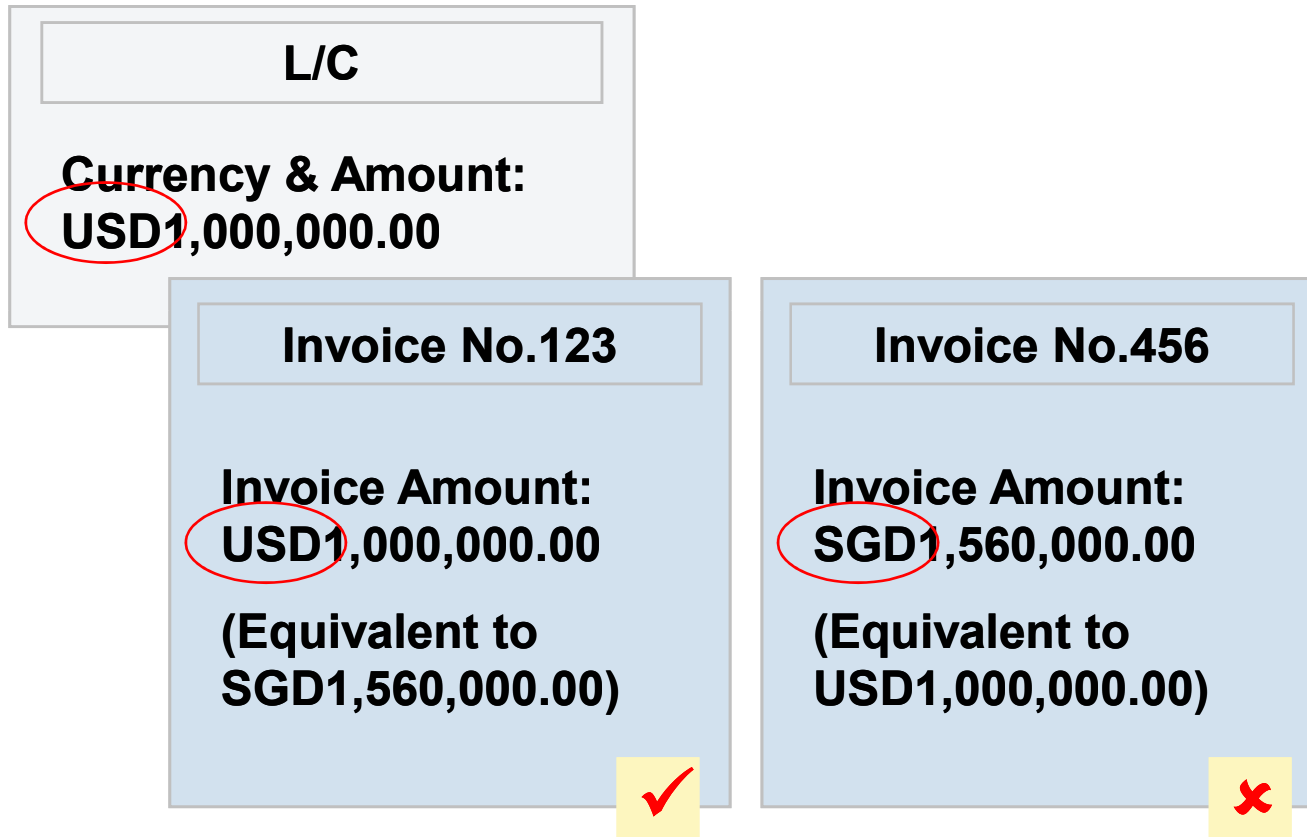 L/C
Currency & Amount:
USD1,000,000.00
Invoice No.123
Invoice Amount:
USD1,000,000.00
(Equivalent to
SGD1,560,000.00)
Invoice No.456
Invoice Amount:
SGD1,560,000.00
(Equivalent to
USD1,000,000.00)